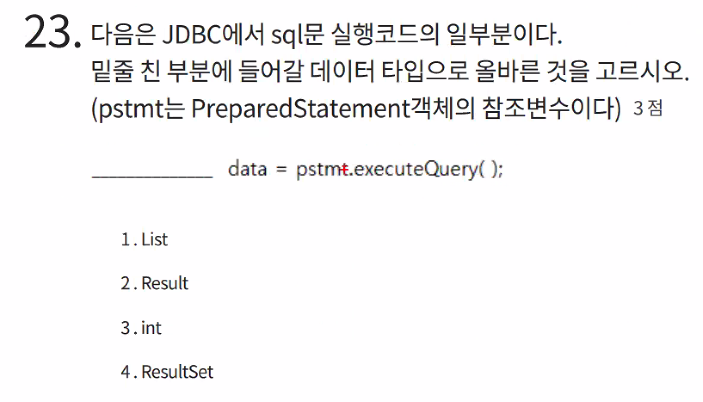 23. 다음은 JDBC에서 sql문 실행코드의 일부분이다.
밑줄 친 부분에 들어갈 데이터 타입으로 올바른 것을 고르시오.
(pstmt는 PreparedStatement객체의 참조변수이다) 3점
______________ data = pstmt.executeQuery( );
1. List
2. Result
3. int
4. ResultSet